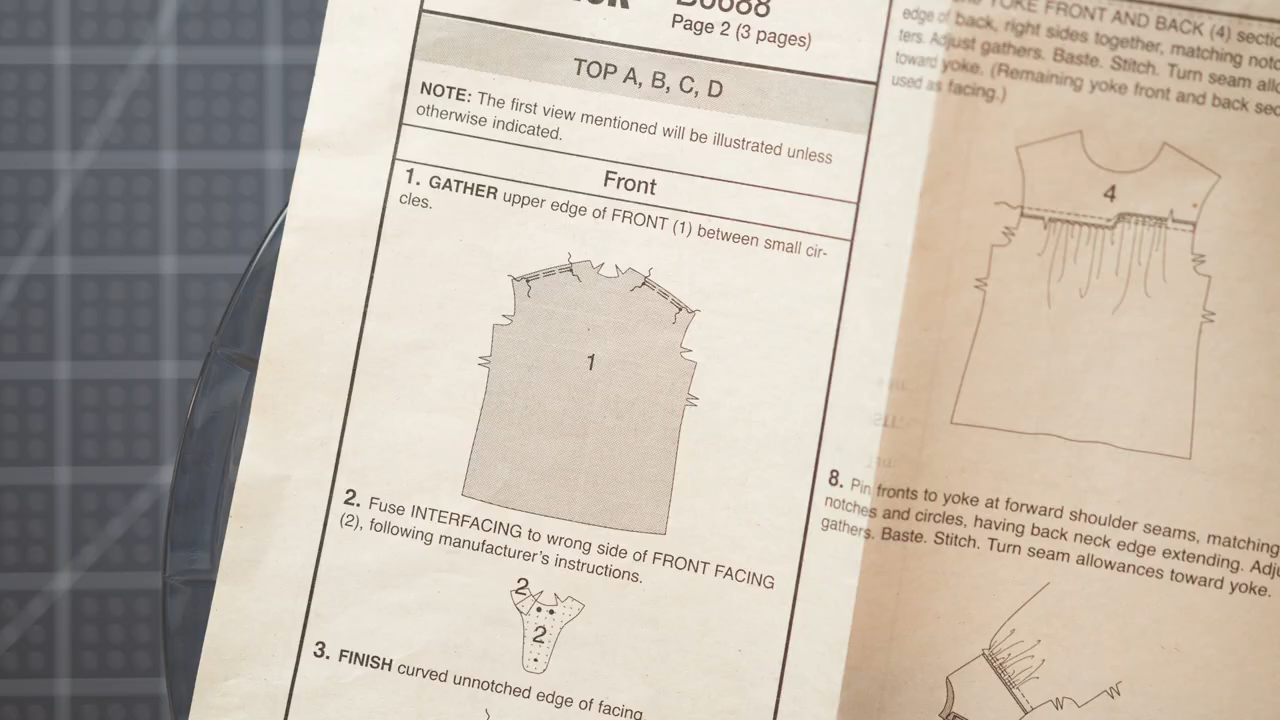 Page 2 (3 pages)
TOP A, B, C, D
NOTE: The first view mentioned will be illustrated unless
otherwise indicated.
Front
1. GATHER upper edge of FRONT (1) between small cir-
cles.
1
2. Fuse INTERFACING to wrong side of FRONT FACING
(2), following manufacturer's instructions.
2
2
3. FINISH curved unnotched edge of facing.
YOKE FRONT AND BACK (4)
edge of back, right sides together, matching
ters. Adjust gathers. Baste. Stitch. Turn seam
toward yoke. (Remaining yoke front and back
used as facing.)
4
8. Pin fronts to yoke at forward shoulder seams, matching
notches and circles, having back neck edge extending.
gathers. Baste. Stitch. Turn seam allowances toward yoke.